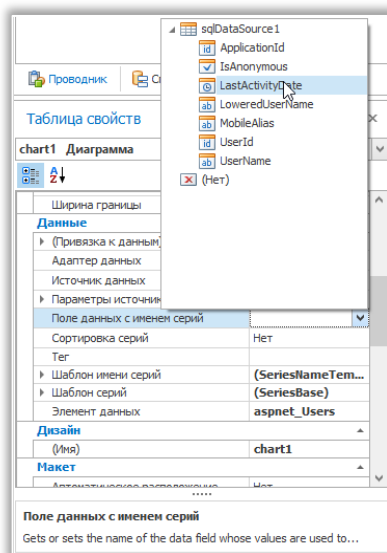 sqlDataSource1
ApplicationId
IsAnonymous
LastActivityDate
LoweredUserName
MobileAlias
UserId
UserName
(Нет)
Проводник
Таблица свойств
chart1 Диаграмма
Ширина границы
Данные
(Привязка к данным)
Адаптер данных
Источник данных
Параметры
Поле данных с именем серий
Сортировка серий Нет
Тег
Шаблон имени серий (SeriesNameTem...
Шаблон серий (SeriesBase)
Элемент данных aspnet_Users
Дизайн
(Имя) chart1
Макет
Автоматическое расположение Нет
Поле данных с именем серий
Gets or sets the name of the data field whose values are used to...